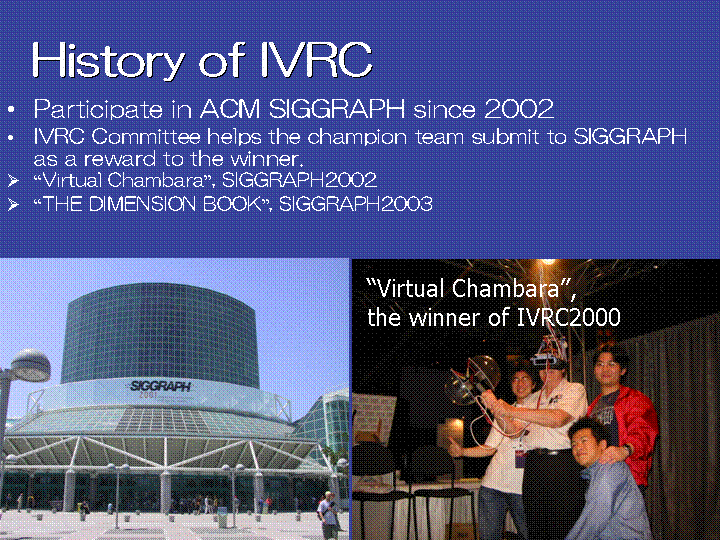 History of IVRC
• Participate in ACM SIGGRAPH since 2002
• IVRC Committee helps the champion team submit to SIGGRAPH
as a reward to the winner.
➢ “Virtual Chambara”, SIGGRAPH2002
➢ “THE DIMENSION BOOK”, SIGGRAPH2003
“Virtual Chambara”,
the winner of IVRC2000
SIGGRAPH
2001